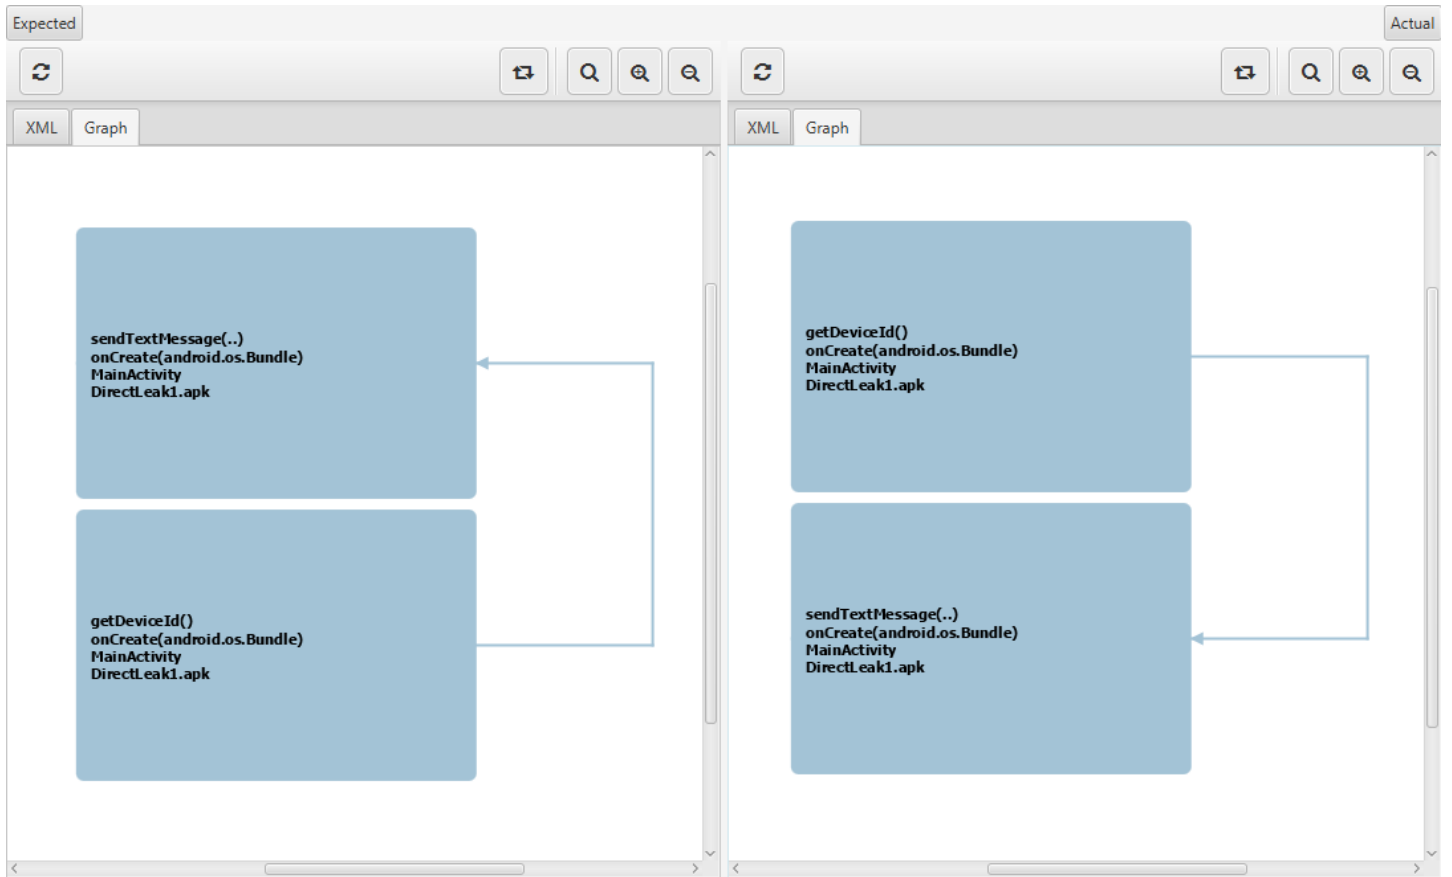 Expected
Actual
XML
Graph
sendTextMessage(..)
onCreate(android.os.Bundle)
MainActivity
DirectLeak1.apk
getDeviceId()
onCreate(android.os.Bundle)
MainActivity
DirectLeak1.apk
XML
Graph
getDeviceId()
onCreate(android.os.Bundle)
MainActivity
DirectLeak1.apk
sendTextMessage(..)
onCreate(android.os.Bundle)
MainActivity
DirectLeak1.apk